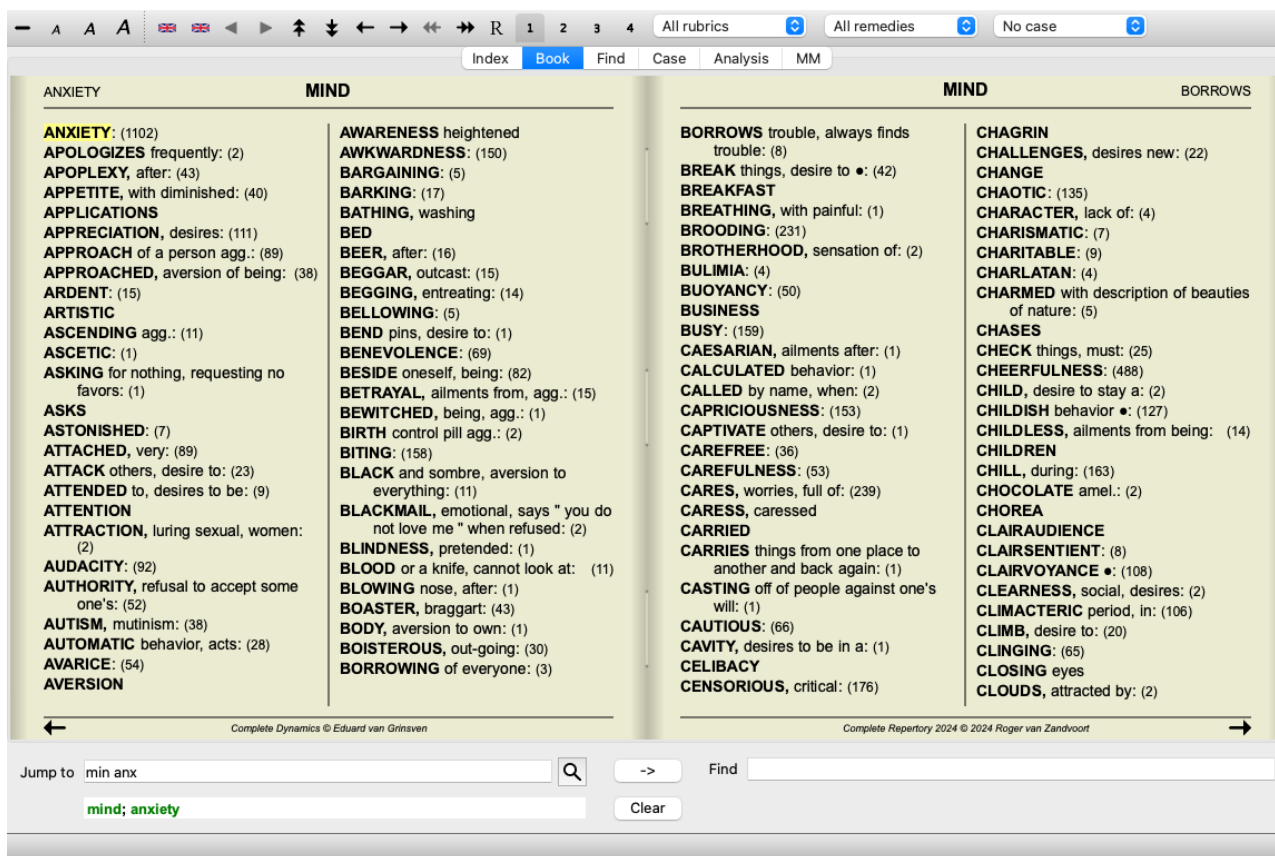 A A A R 1 2 3 4 All rubrics All remedies No case
Index Book Find Case Analysis MM
ANXIETY MIND
ANXIETY: (1102)
APOLOGIZES frequently: (2)
APOPLEXY, after: (43)
APPETITE, with diminished: (40)
APPLICATIONS
APPRECIATION, desires: (111)
APPROACH of a person agg.: (89)
APPROACHED, aversion of being: (38)
ARDENT: (15)
ARTISTIC
ASCENDING agg.: (11)
ASCETIC: (1)
ASKING for nothing, requesting no
favors: (1)
ASKS
ASTONISHED: (7)
ATTACHED, very: (89)
ATTACK others, desire to: (23)
ATTENDED to, desires to be: (9)
ATTENTION
ATTRACTION, luring sexual, women:
(2)
AUDACITY: (92)
AUTHORITY, refusal to accept some
one's: (52)
AUTISM, mutinism: (38)
AUTOMATIC behavior, acts: (28)
AVARICE: (54)
AVERSION
AWARENESS heightened
AWKWARDNESS: (150)
BARGAINING: (5)
BARKING: (17)
BATHING, washing
BED
BEER, after: (16)
BEGGAR, outcast: (15)
BEGGING, entreating: (14)
BELLOWING: (5)
BEND pins, desire to: (1)
BENEVOLENCE: (69)
BESIDE oneself, being: (82)
BETRAYAL, ailments from, agg.: (15)
BEWITCHED, being, agg.: (1)
BIRTH control pill agg.: (2)
BITING: (158)
BLACK and sombre, aversion to
everything: (11)
BLACKMAIL, emotional, says " you do
not love me " when refused: (2)
BLINDNESS, pretended: (1)
BLOOD or a knife, cannot look at: (11)
BLOWING nose, after: (1)
BOASTER, braggart: (43)
BODY, aversion to own: (1)
BOISTEROUS, out-going: (30)
BORROWING of everyone: (3)
Complete Dynamics © Eduard van Grinsven
MIND BORROWS
BORROWS trouble, always finds
trouble: (8)
BREAK things, desire to ●: (42)
BREAKFAST
BREATHING, with painful: (1)
BROODING: (231)
BROTHERHOOD, sensation of: (2)
BULIMIA: (4)
BUOYANCY: (50)
BUSINESS
BUSY: (159)
CAESARIAN, ailments after: (1)
CALCULATED behavior: (1)
CALLED by name, when: (2)
CAPRICIOUSNESS: (153)
CAPTIVATE others, desire to: (1)
CAREFREE: (36)
CAREFULNESS: (53)
CARES, worries, full of: (239)
CARESS, caressed
CARRIED
CARRIES things from one place to
another and back again: (1)
CASTING off of people against one's
will: (1)
CAUTIOUS: (66)
CAVITY, desires to be in a: (1)
CELIBACY
CENSORIOUS, critical: (176)
CHAGRIN
CHALLENGES, desires new: (22)
CHANGE
CHAOTIC: (135)
CHARACTER, lack of: (4)
CHARISMATIC: (7)
CHARITABLE: (9)
CHARLATAN: (4)
CHARMED with description of beauties
of nature: (5)
CHASES
CHECK things, must: (25)
CHEERFULNESS: (488)
CHILD, desire to stay a: (2)
CHILDISH behavior ●: (127)
CHILDLESS, ailments from being: (14)
CHILDREN
CHILL, during: (163)
CHOCOLATE amel.: (2)
CHOREA
CLAIRAUDIENCE
CLAIRSENTIENT: (8)
CLAIRVOYANCE ●: (108)
CLEARNESS, social, desires: (2)
CLIMACTERIC period, in: (106)
CLIMB, desire to: (20)
CLINGING: (65)
CLOSING eyes
CLOUDS, attracted by: (2)
Complete Repertory 2024 © 2024 Roger van Zandvoort
Jump to min anx -> Find
mind; anxiety Clear